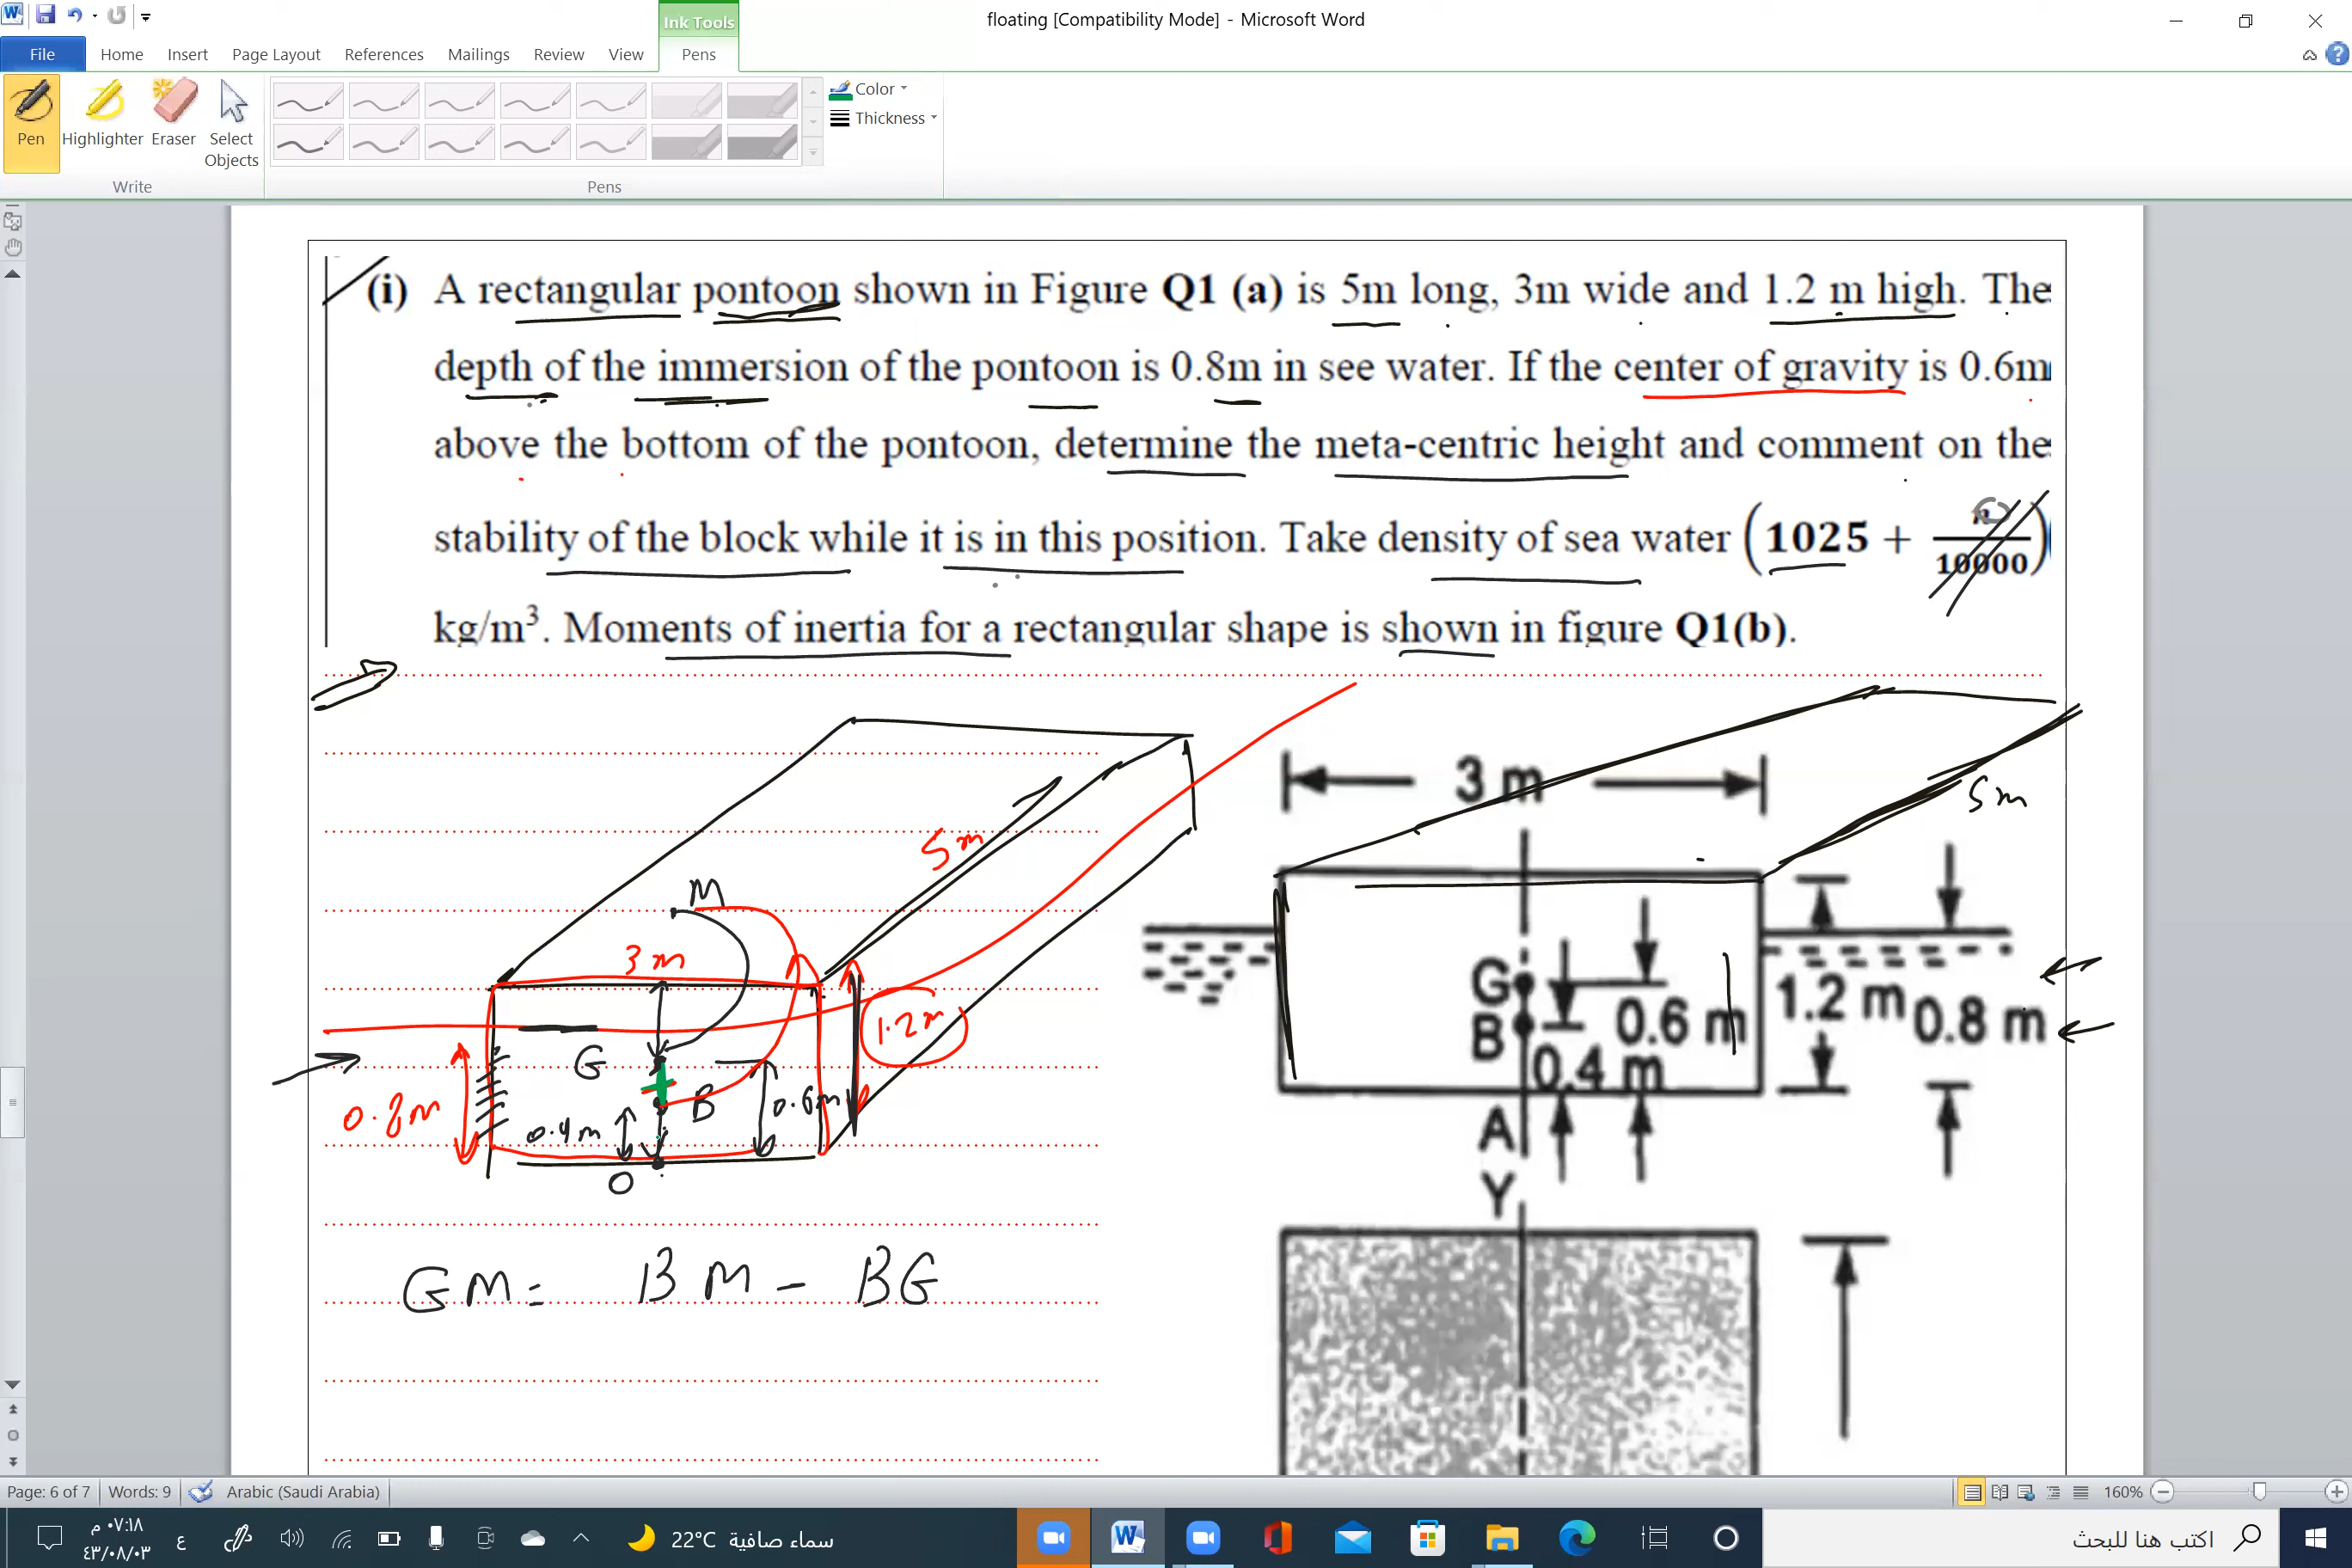 Ink Tools
floating [Compatibility Mode] - Microsoft Word
File Home Insert Page Layout References Mailings Review View Pens
Pen Highlighter Eraser Select Objects
Color
Thickness
Write Pens
(i) A rectangular pontoon shown in Figure Q1 (a) is 5m long, 3m wide and 1.2 m high. The
depth of the immersion of the pontoon is 0.8m in see water. If the center of gravity is 0.6m
above the bottom of the pontoon, determine the meta-centric height and comment on the
stability of the block while it is in this position. Take density of sea water (1025 + n/10000)
kg/m³. Moments of inertia for a rectangular shape is shown in figure Q1(b).
5m
M
3m
1.2m
G
B
0.8m
0.4m
0.6m
O
GM = BM - BG
3 m
5m
G
B
0.6 m
0.4 m
1.2 m
0.8 m
A
Y
Page: 6 of 7 Words: 9 Arabic (Saudi Arabia) 160%
٠٧:١٨ م
٤٣/٠٨/٠٣
ع
22°C سماء صافية
اكتب هنا للبحث